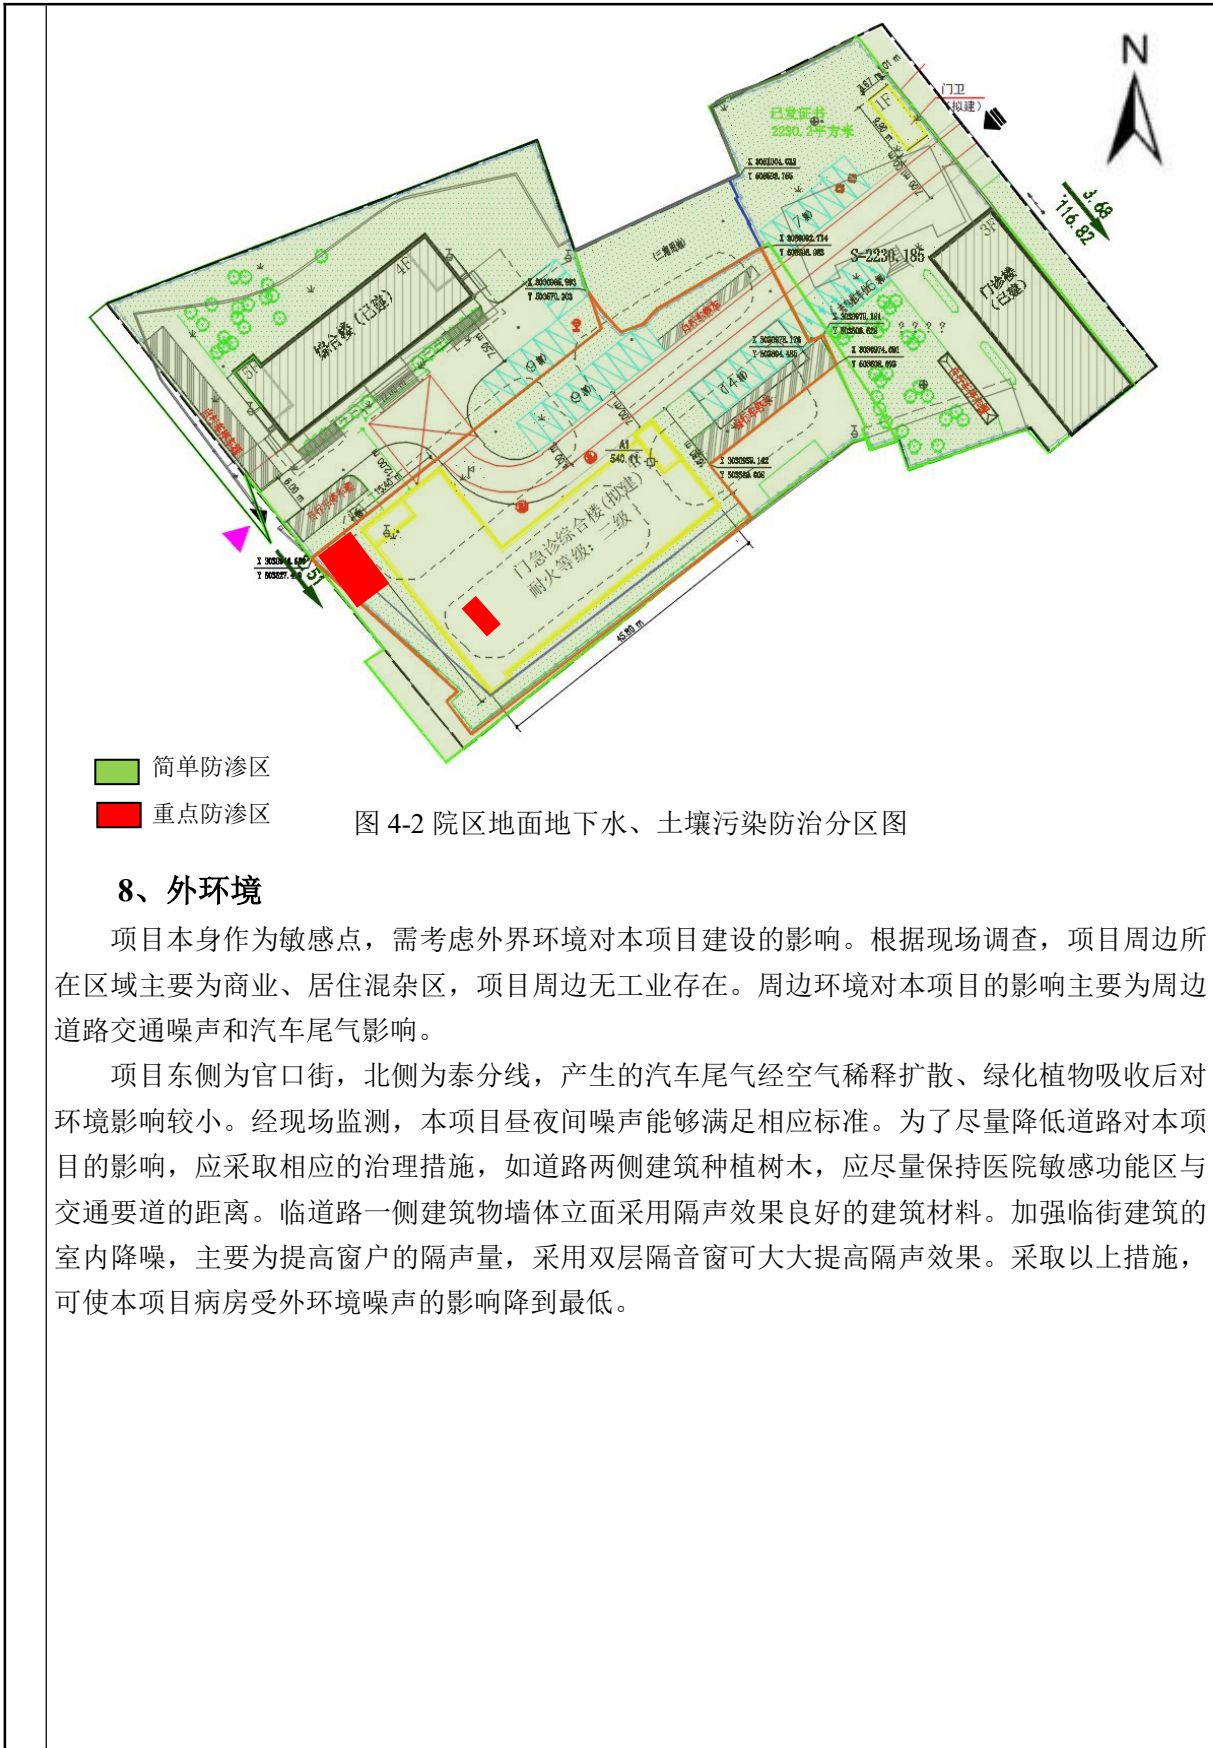 N
门卫
(拟建)
1F
已发证书
2230.2平方米
3.68
116.82
3F
S=2230.185
门诊楼
(已建)
4F
综合楼(已建)
5F
A1
门急诊综合楼(拟建)
耐火等级：二级
45.80 m
简单防渗区
重点防渗区
图 4-2 院区地面地下水、土壤污染防治分区图
8、外环境
项目本身作为敏感点，需考虑外界环境对本项目建设的影响。根据现场调查，项目周边所
在区域主要为商业、居住混杂区，项目周边无工业存在。周边环境对本项目的影响主要为周边
道路交通噪声和汽车尾气影响。
项目东侧为官口街，北侧为泰分线，产生的汽车尾气经空气稀释扩散、绿化植物吸收后对
环境影响较小。经现场监测，本项目昼夜间噪声能够满足相应标准。为了尽量降低道路对本项
目的影响，应采取相应的治理措施，如道路两侧建筑种植树木，应尽量保持医院敏感功能区与
交通要道的距离。临道路一侧建筑物墙体立面采用隔声效果良好的建筑材料。加强临街建筑的
室内降噪，主要为提高窗户的隔声量，采用双层隔音窗可大大提高隔声效果。采取以上措施，
可使本项目病房受外环境噪声的影响降到最低。